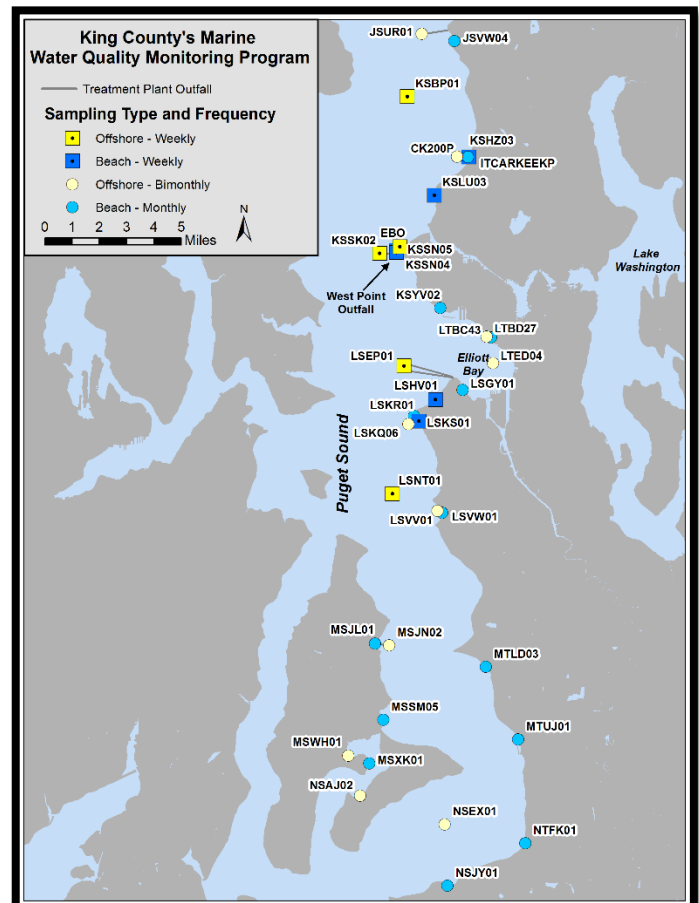 King County's Marine
Water Quality Monitoring Program
Treatment Plant Outfall
Sampling Type and Frequency
Offshore - Weekly
Beach - Weekly
Offshore - Bimonthly
Beach - Monthly
0 1 2 3 4 5
Miles
N
JSUR01
JSVW04
KSBP01
KSHZ03
CK200P
ITCARKEEKP
KSLU03
EBO
KSSK02
KSSN05
KSSN04
West Point
Outfall
Lake
Washington
KSYV02
LTBC43
LTBD27
LSEP01
Elliott
Bay
LTED04
LSHV01
LSGY01
LSKR01
LSKS01
LSKQ06
Puget Sound
LSNT01
LSVV01
LSVW01
MSJL01
MSJN02
MTLD03
MSSM05
MTUJ01
MSWH01
MSXK01
NSAJ02
NSEX01
NTFK01
NSJY01